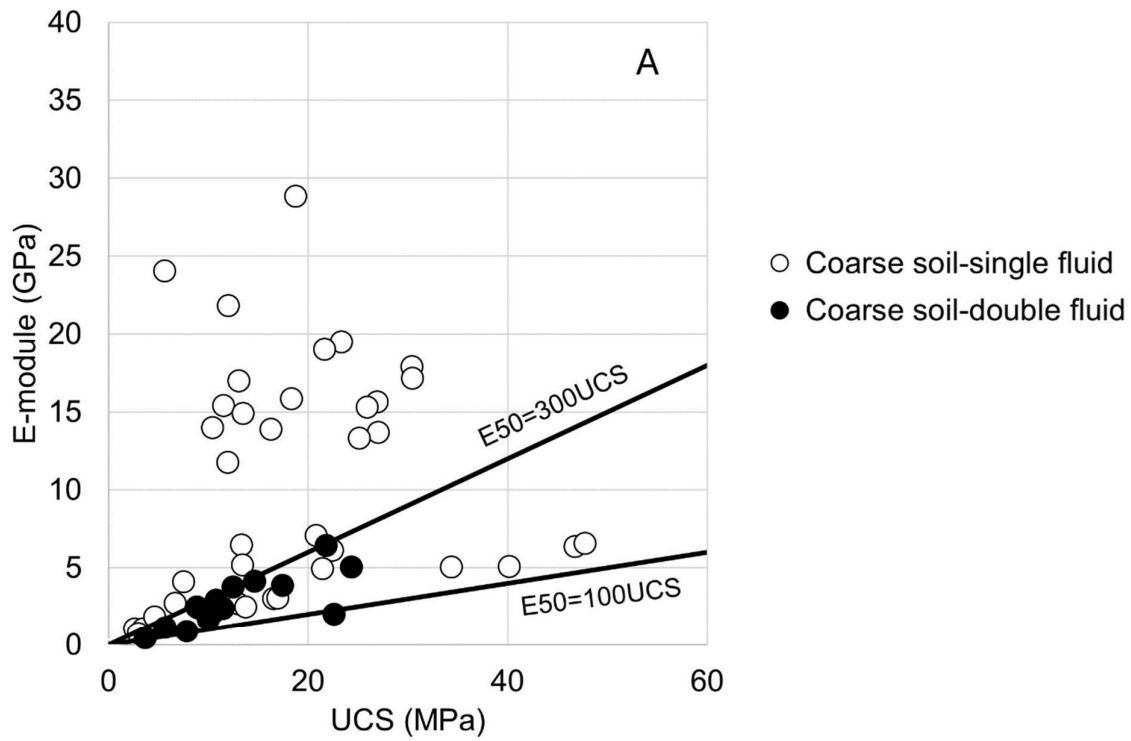 40
A
35
30
25
20
15
10
5
0
E-module (GPa)
E50=300UCS
E50=100UCS
0 20 40 60
UCS (MPa)
Coarse soil-single fluid
Coarse soil-double fluid